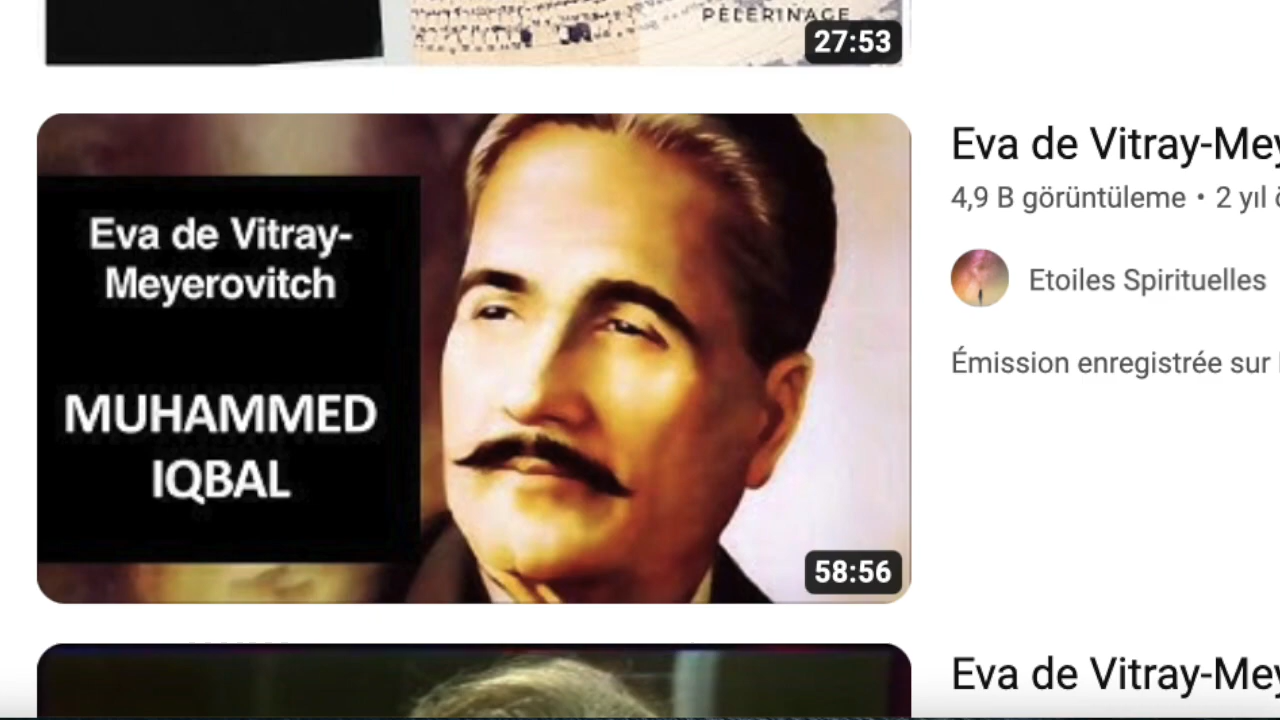 PÈLERINAGE
27:53
Eva de Vitray-
Meyerovitch
MUHAMMED
IQBAL
58:56
Eva de Vitray-Mey
4,9 B görüntüleme • 2 yıl
Etoiles Spirituelles
Émission enregistrée sur
Eva de Vitray-Mey